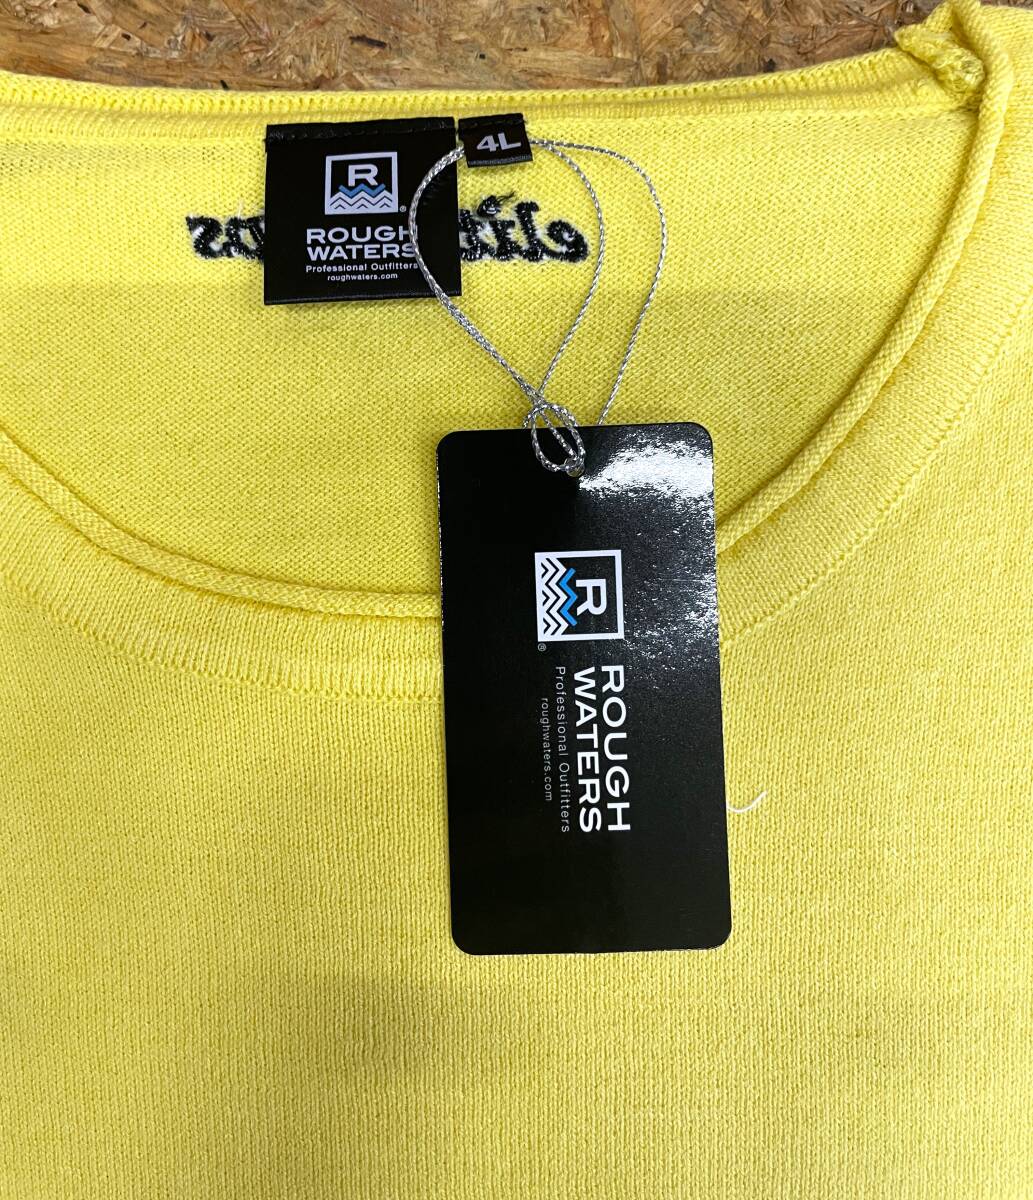 4L
R
®
ROUGH
WATERS
Professional Outfitters
roughwaters.com
R
®
ROUGH
WATERS
Professional Outfitters
roughwaters.com